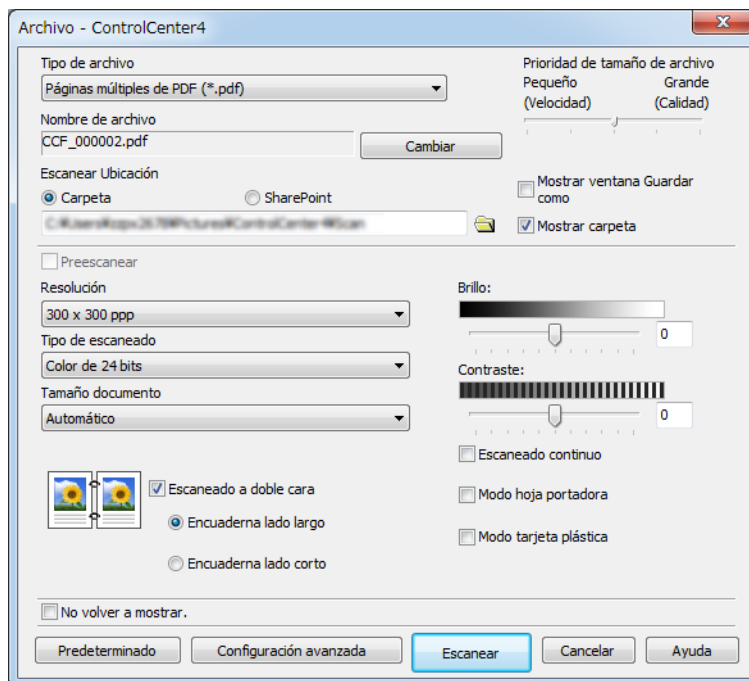 Archivo - ControlCenter4
Tipo de archivo
Páginas múltiples de PDF (*.pdf)
Nombre de archivo
CCF_000002.pdf
Cambiar
Prioridad de tamaño de archivo
Pequeño Grande
(Velocidad) (Calidad)
Escanear Ubicación
Carpeta SharePoint
Mostrar ventana Guardar
como
Mostrar carpeta
Preescanear
Resolución
300 x 300 ppp
Tipo de escaneado
Color de 24 bits
Tamaño documento
Automático
Brillo:
0
Contraste:
0
Escaneado a doble cara
Encuaderna lado largo
Encuaderna lado corto
Escaneado continuo
Modo hoja portadora
Modo tarjeta plástica
No volver a mostrar.
Predeterminado Configuración avanzada Escanear Cancelar Ayuda